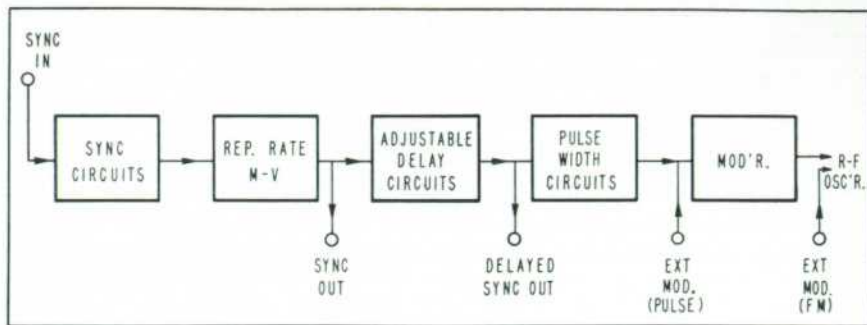 SYNC
IN
SYNC
CIRCUITS
REP. RATE
M-V
ADJUSTABLE
DELAY
CIRCUITS
PULSE
WIDTH
CIRCUITS
MOD'R.
R-F
OSC'R.
SYNC
OUT
DELAYED
SYNC OUT
EXT
MOD.
(PULSE)
EXT
MOD.
(FM)